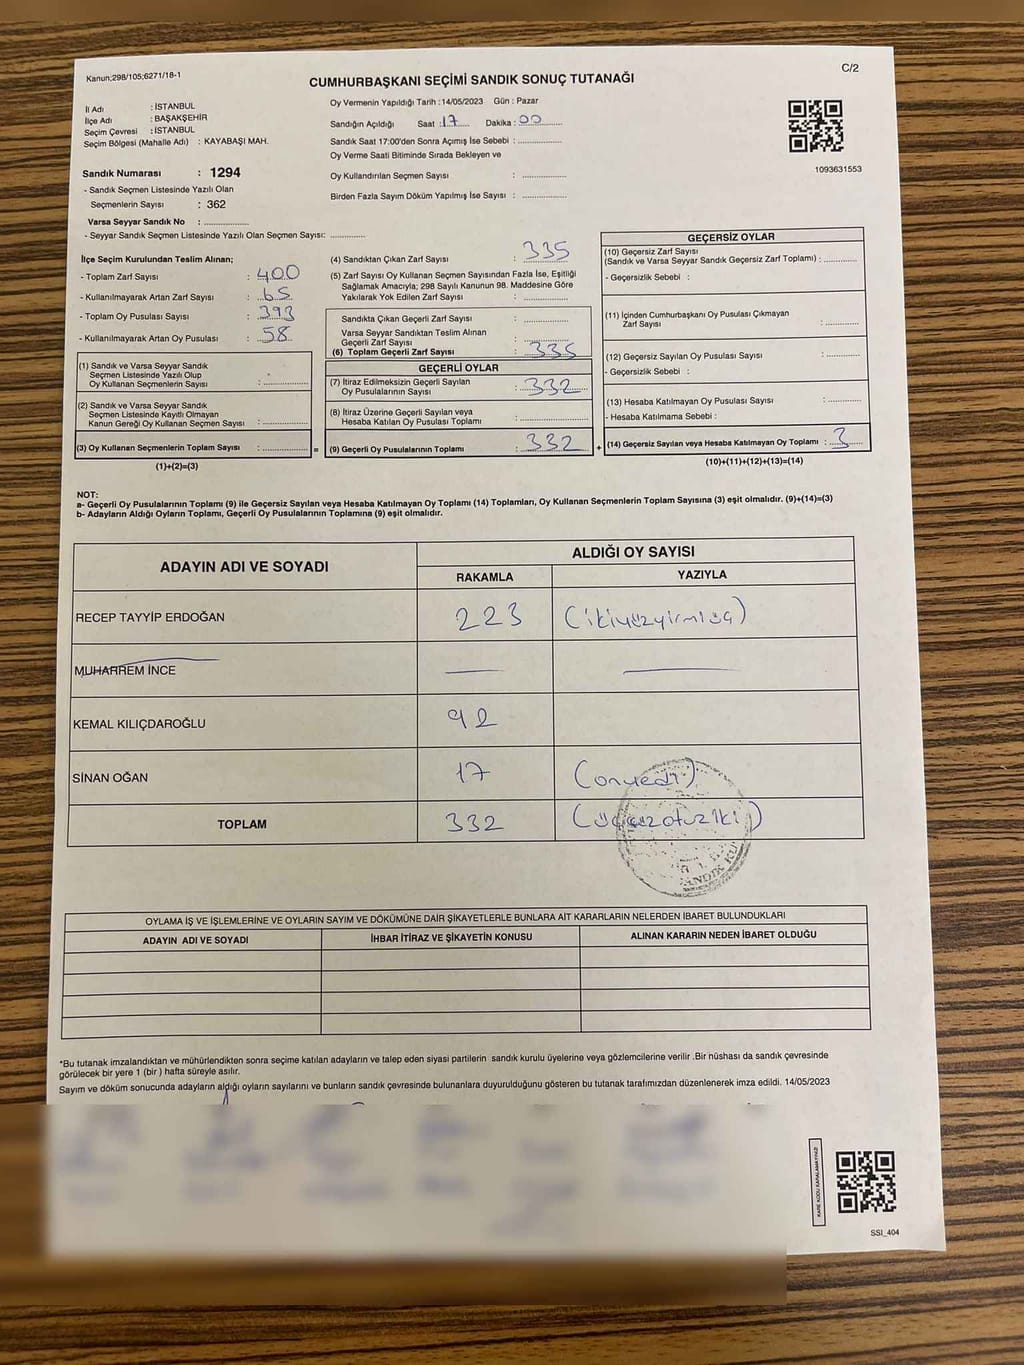 Kanun;298/105;6271/18-1
C/2
CUMHURBAŞKANI SEÇİMİ SANDIK SONUÇ TUTANAĞI
İl Adı : İSTANBUL
İlçe Adı : BAŞAKŞEHİR
Seçim Çevresi : İSTANBUL
Seçim Bölgesi (Mahalle Adı) : KAYABAŞI MAH.
Sandık Numarası : 1294
- Sandık Seçmen Listesinde Yazılı Olan
Seçmenlerin Sayısı : 362
Varsa Seyyar Sandık No : ..............
- Seyyar Sandık Seçmen Listesinde Yazılı Olan Seçmen Sayısı: ............
Oy Vermenin Yapıldığı Tarih : 14/05/2023 Gün : Pazar
Sandığın Açıldığı Saat : 17 Dakika : 00
Sandık Saat 17:00'den Sonra Açımış İse Sebebi : ..............
Oy Verme Saati Bitiminde Sırada Bekleyen ve
Oy Kullandırılan Seçmen Sayısı : ..............
Birden Fazla Sayım Döküm Yapılmış İse Sayısı : ..............
1093631553
İlçe Seçim Kurulundan Teslim Alınan;
- Toplam Zarf Sayısı : 400
- Kullanılmayarak Artan Zarf Sayısı : 65
- Toplam Oy Pusulası Sayısı : 393
- Kullanılmayarak Artan Oy Pusulası : 58
(1) Sandık ve Varsa Seyyar Sandık
Seçmen Listesinde Yazılı Olup
Oy Kullanan Seçmenlerin Sayısı : ..............
(2) Sandık ve Varsa Seyyar Sandık
Seçmen Listesinde Kayıtlı Olmayan
Kanun Gereği Oy Kullanan Seçmen Sayısı : ..............
(3) Oy Kullanan Seçmenlerin Toplam Sayısı : ..............
(1)+(2)=(3)
=
(4) Sandıktan Çıkan Zarf Sayısı : 335
(5) Zarf Sayısı Oy Kullanan Seçmen Sayısından Fazla İse, Eşitliği
Sağlamak Amacıyla; 298 Sayılı Kanunun 98. Maddesine Göre
Yakılarak Yok Edilen Zarf Sayısı : ..............
Sandıkta Çıkan Geçerli Zarf Sayısı : ..............
Varsa Seyyar Sandıktan Teslim Alınan
Geçerli Zarf Sayısı : ..............
(6) Toplam Geçerli Zarf Sayısı : 335
GEÇERLİ OYLAR
(7) İtiraz Edilmeksizin Geçerli Sayılan
Oy Pusulasının Sayısı : 332
(8) İtiraz Üzerine Geçerli Sayılan veya
Hesaba Katılan Oy Pusulası Toplamı : ..............
(9) Geçerli Oy Pusulalarının Toplamı : 332
+
GEÇERSİZ OYLAR
(10) Geçersiz Zarf Sayısı
(Sandık ve Varsa Seyyar Sandık Geçersiz Zarf Toplamı) : ............
- Geçersizlik Sebebi :
(11) İçinden Cumhurbaşkanı Oy Pusulası Çıkmayan
Zarf Sayısı : ............
(12) Geçersiz Sayılan Oy Pusulası Sayısı : ............
- Geçersizlik Sebebi :
(13) Hesaba Katılmayan Oy Pusulası Sayısı : ............
- Hesaba Katılmama Sebebi :
(14) Geçersiz Sayılan veya Hesaba Katılmayan Oy Toplamı : 3
(10)+(11)+(12)+(13)=(14)
NOT:
a- Geçerli Oy Pusulalarının Toplamı (9) ile Geçersiz Sayılan veya Hesaba Katılmayan Oy Toplamı (14) Toplamları, Oy Kullanan Seçmenlerin Toplam Sayısına (3) eşit olmalıdır. (9)+(14)=(3)
b- Adayların Aldığı Oyların Toplamı, Geçerli Oy Pusulalarının Toplamına (9) eşit olmalıdır.
ADAYIN ADI VE SOYADI
ALDIĞI OY SAYISI
RAKAMLA YAZIYLA
RECEP TAYYİP ERDOĞAN 223 (ikiyüzyirmiüç)
MUHARREM İNCE
KEMAL KILIÇDAROĞLU 92
SİNAN OĞAN 17 (onyedi)
TOPLAM 332 (üçyüzotuziki)
SANDIK KU
OYLAMA İŞ VE İŞLEMLERİNE VE OYLARIN SAYIM VE DÖKÜMÜNE DAİR ŞİKAYETLERLE BUNLARA AİT KARARLARIN NELERDEN İBARET BULUNDUKLARI
ADAYIN ADI VE SOYADI İHBAR İTİRAZ VE ŞİKAYETİN KONUSU ALINAN KARARIN NEDEN İBARET OLDUĞU
*Bu tutanak imzalandıktan ve mühürlendikten sonra seçime katılan adayların ve talep eden siyasi partilerin sandık kurulu üyelerine veya gözlemcilerine verilir .Bir nüshası da sandık çevresinde
görülecek bir yere 1 (bir ) hafta süreyle asılır.
Sayım ve döküm sonucunda adayların aldığı oyların sayılarını ve bunların sandık çevresinde bulunanlara duyurulduğunu gösteren bu tutanak tarafımızdan düzenlenerek imza edildi. 14/05/2023
KARE KODU KARALAMAYINIZ!
SSI_404